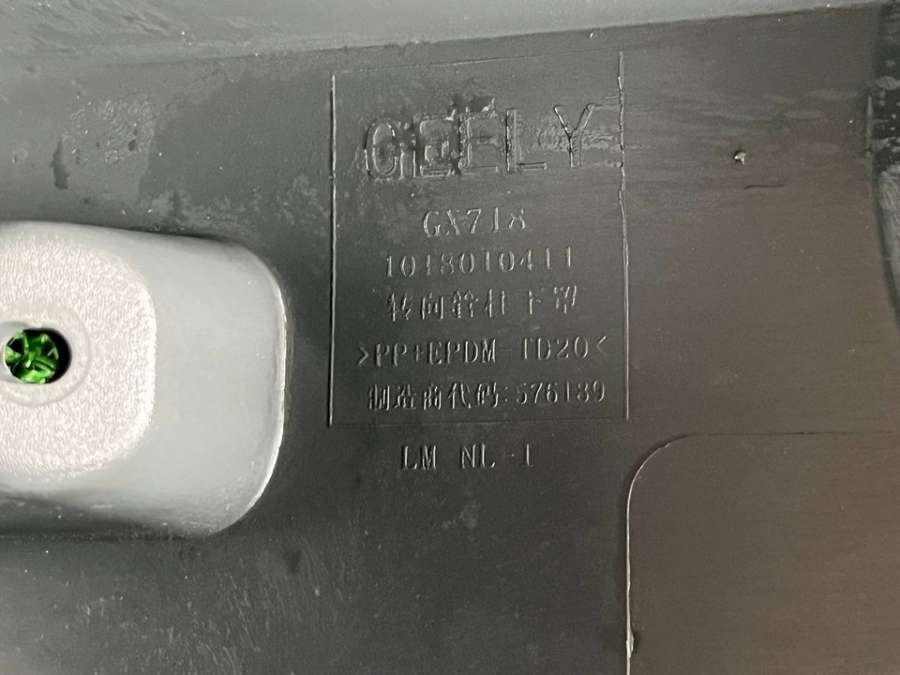 GEELY
GX718
1018010411
转向管柱下罩
>PP+EPDM-TD20<
制造商代码:576189
LM NL-1